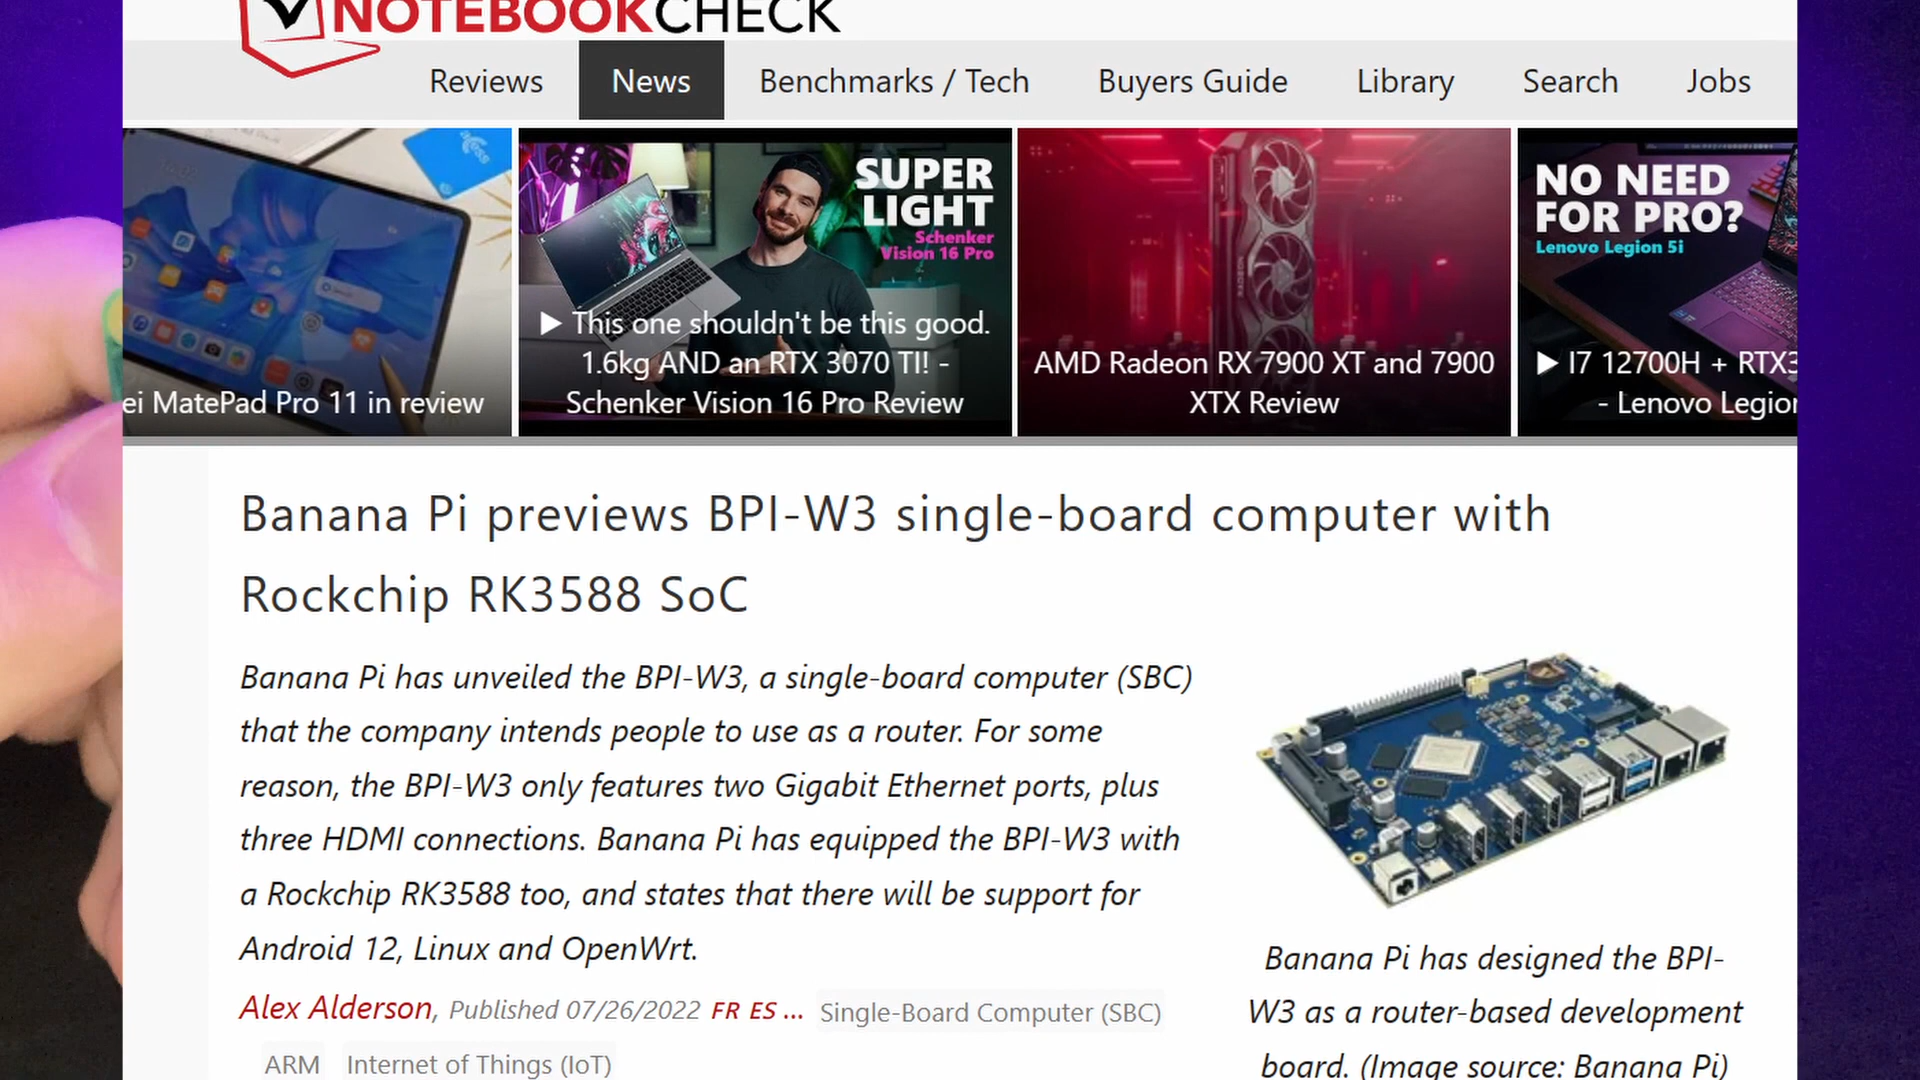 NOTEBOOKCHECK
Reviews
News
Benchmarks / Tech
Buyers Guide
Library
Search
Jobs
ei MatePad Pro 11 in review
SUPER
LIGHT
Schenker
Vision 16 Pro
▶ This one shouldn't be this good.
1.6kg AND an RTX 3070 TI! -
Schenker Vision 16 Pro Review
AMD Radeon RX 7900 XT and 7900
XTX Review
NO NEED
FOR PRO?
Lenovo Legion 5i
▶ I7 12700H + RTX3
- Lenovo Legion
Banana Pi previews BPI-W3 single-board computer with
Rockchip RK3588 SoC
Banana Pi has unveiled the BPI-W3, a single-board computer (SBC)
that the company intends people to use as a router. For some
reason, the BPI-W3 only features two Gigabit Ethernet ports, plus
three HDMI connections. Banana Pi has equipped the BPI-W3 with
a Rockchip RK3588 too, and states that there will be support for
Android 12, Linux and OpenWrt.
Alex Alderson, Published 07/26/2022 FR ES ... Single-Board Computer (SBC)
ARM Internet of Things (IoT)
Banana Pi has designed the BPI-
W3 as a router-based development
board. (Image source: Banana Pi)